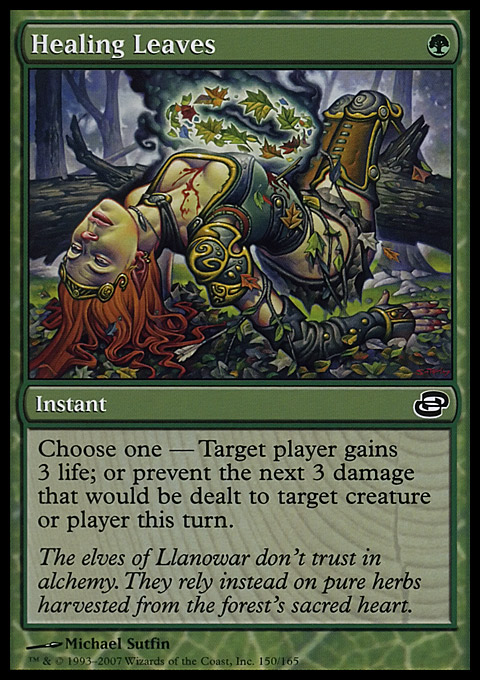 Healing Leaves
Instant
Choose one — Target player gains
3 life; or prevent the next 3 damage
that would be dealt to target creature
or player this turn.
The elves of Llanowar don't trust in
alchemy. They rely instead on pure herbs
harvested from the forest's sacred heart.
Michael Sutfin
™ & © 1993–2007 Wizards of the Coast, Inc. 150/165